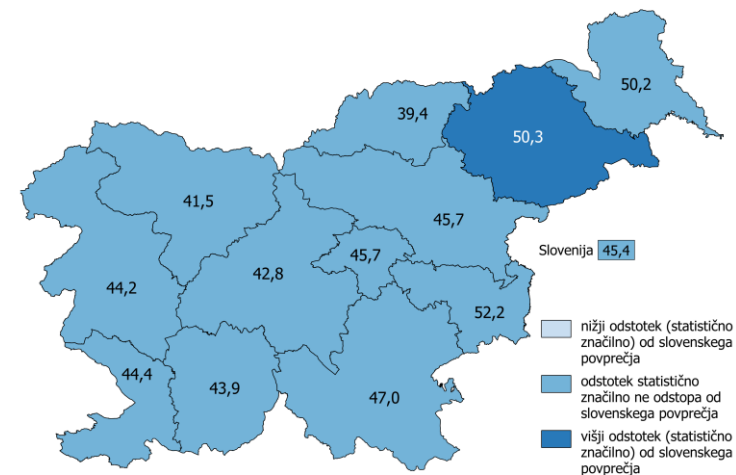 50,2
39,4
50,3
41,5
45,7
Slovenija 45,4
45,7
42,8
44,2
52,2
nižji odstotek (statistično
značilno) od slovenskega
povprečja
44,4
43,9
47,0
odstotek statistično
značilno ne odstopa od
slovenskega povprečja
višji odstotek (statistično
značilno) od slovenskega
povprečja